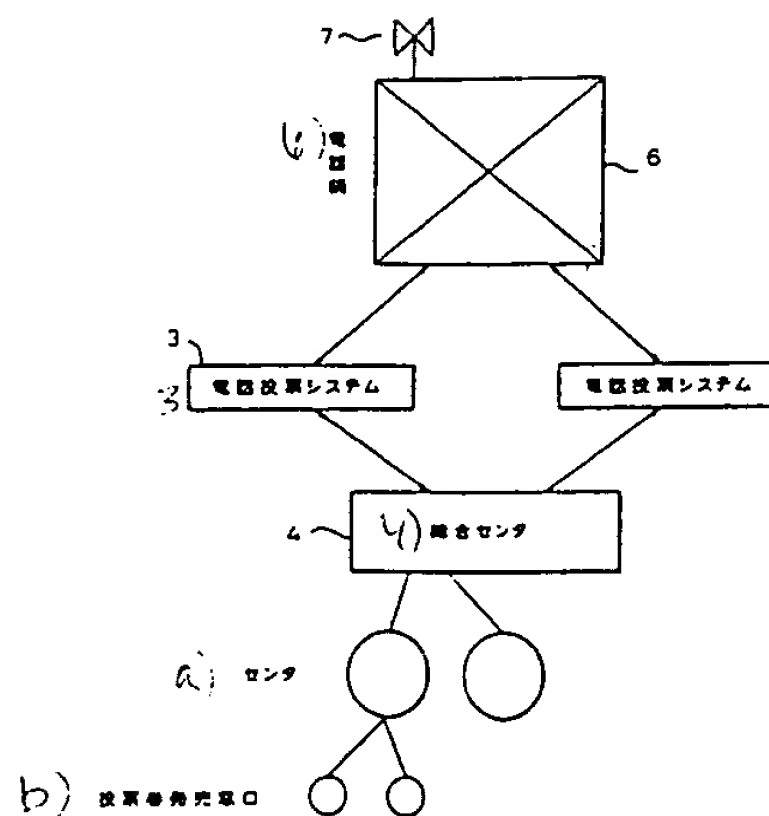 7
6) 電話網
6
3
3 電話投票システム
電話投票システム
4
4) 総合センタ
a) センタ
b) 投票券発売窓口